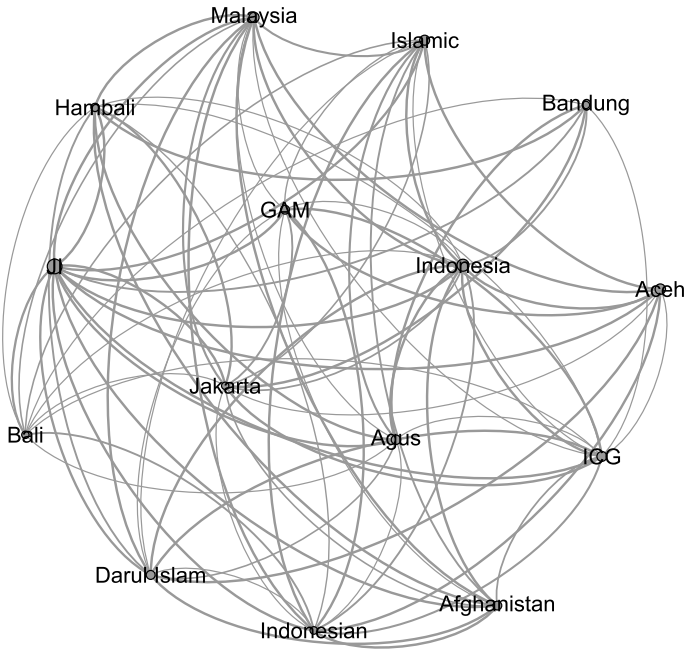 Malaysia
Islamic
Hambali
Bandung
GAM
JI
Indonesia
Aceh
Jakarta
Bali
Agus
ICG
Darul Islam
Afghanistan
Indonesian